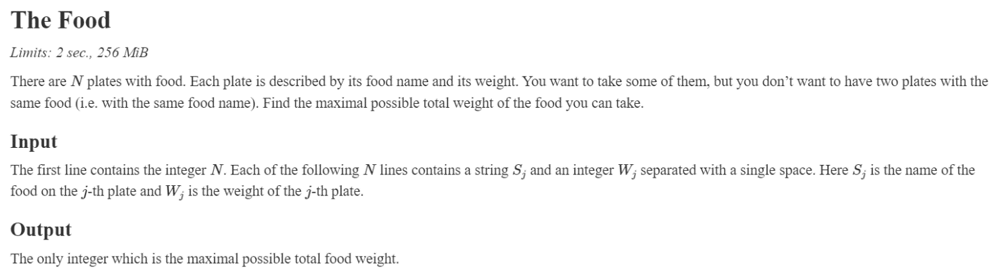 The Food
Limits: 2 sec., 256 MiB
There are N plates with food. Each plate is described by its food name and its weight. You want to take some of them, but you don’t want to have two plates with the
same food (i.e. with the same food name). Find the maximal possible total weight of the food you can take.
Input
The first line contains the integer N. Each of the following N lines contains a string Sj and an integer Wj separated with a single space. Here Sj is the name of the
food on the j-th plate and Wj is the weight of the j-th plate.
Output
The only integer which is the maximal possible total food weight.